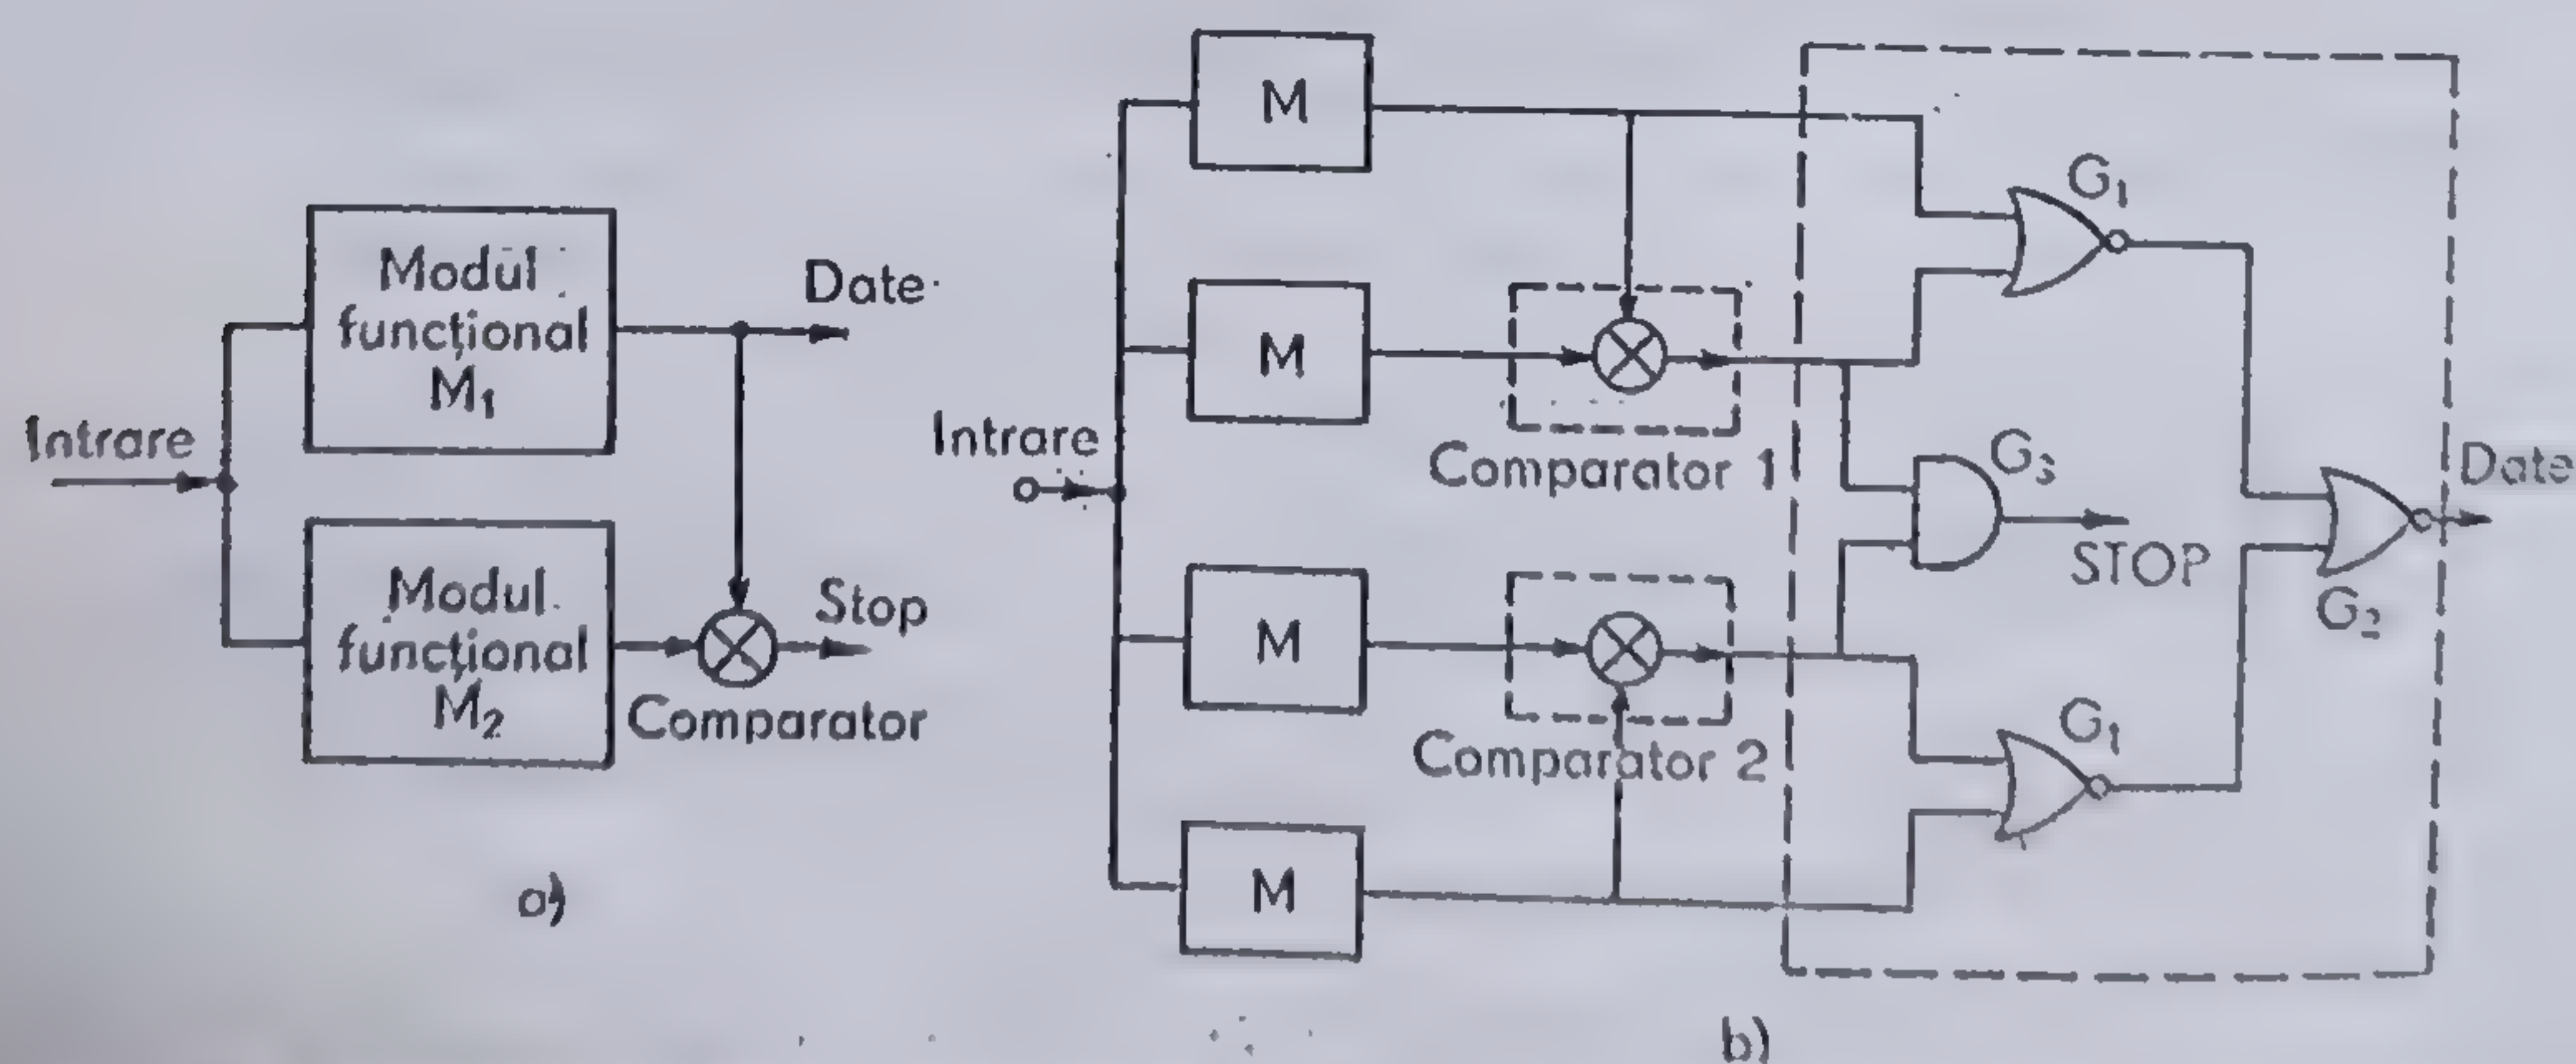 Modul
funcțional
M₁
Date
Intrare
Modul
funcțional
M₂
Stop
Comparator
a)
M
M
M
M
Intrare
Comparator 1
Comparator 2
G₁
G₃
STOP
G₁
G₂
Date
b)